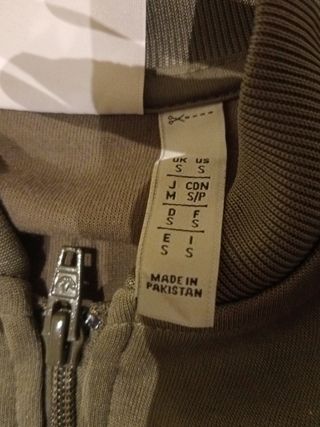 UK US
S S
J CDN
M S/P
D F
S S
E I
S S
MADE IN
PAKISTAN